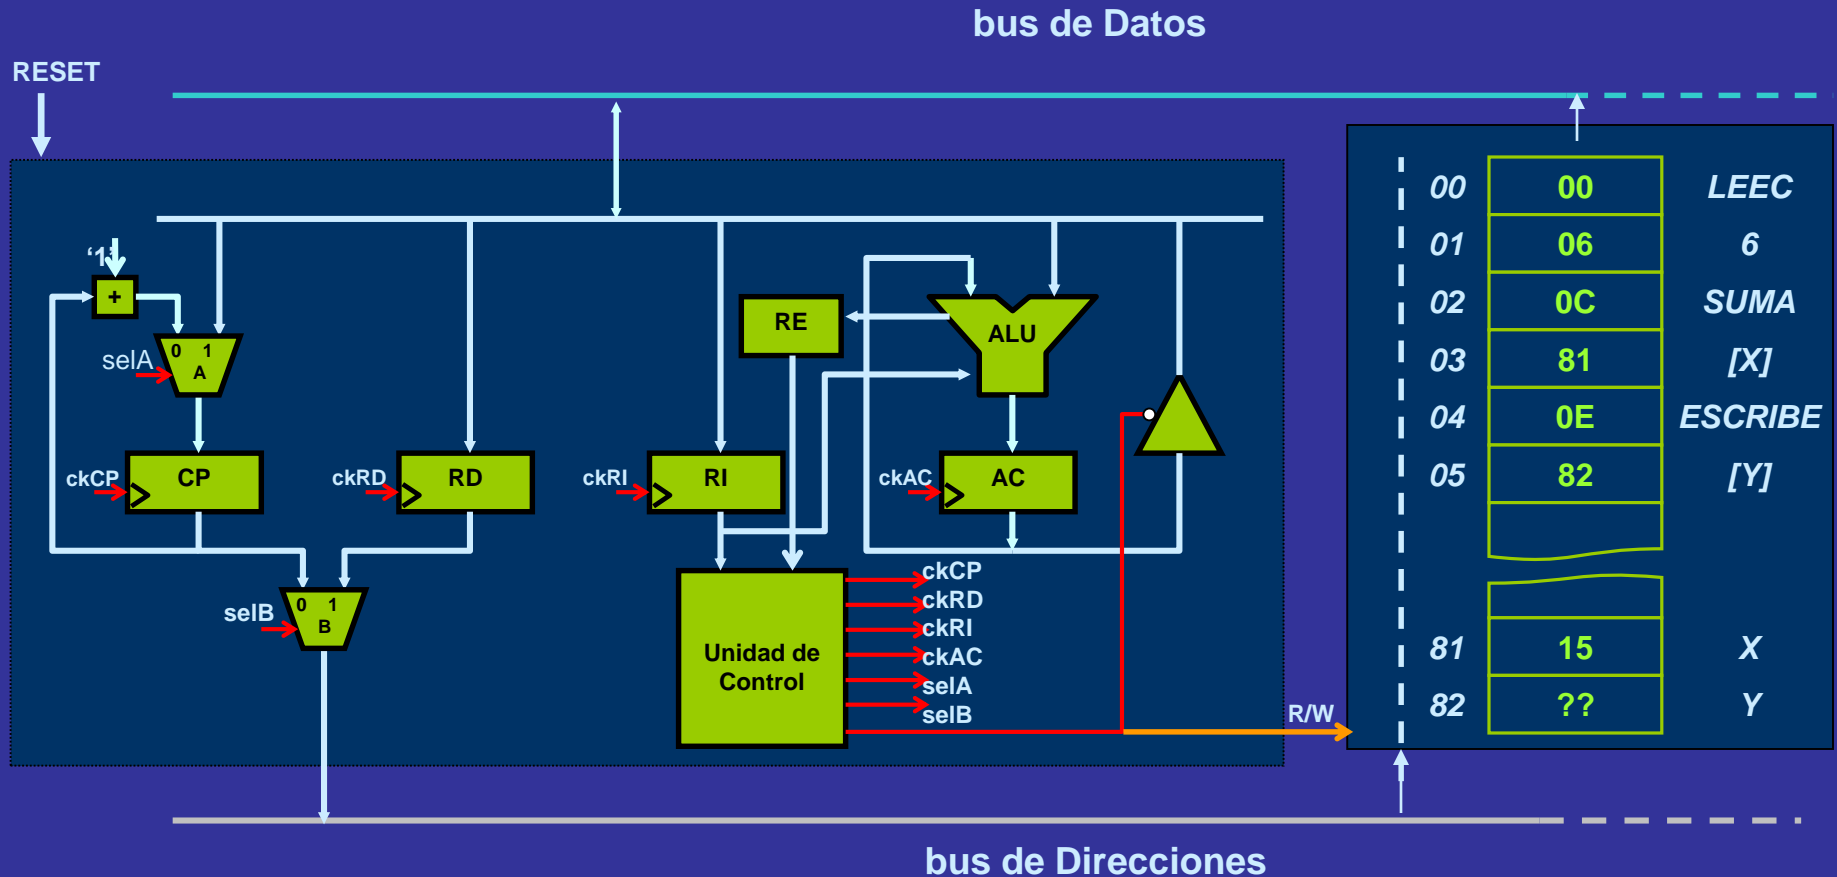 bus de Datos
RESET
‘1’
+
selA
0 1
A
ckCP
CP
ckRD
RD
ckRI
RI
RE
ALU
ckAC
AC
selB
0 1
B
Unidad de
Control
ckCP
ckRD
ckRI
ckAC
selA
selB
R/W
00 00 LEEC
01 06 6
02 0C SUMA
03 81 [X]
04 0E ESCRIBE
05 82 [Y]
81 15 X
82 ?? Y
bus de Direcciones